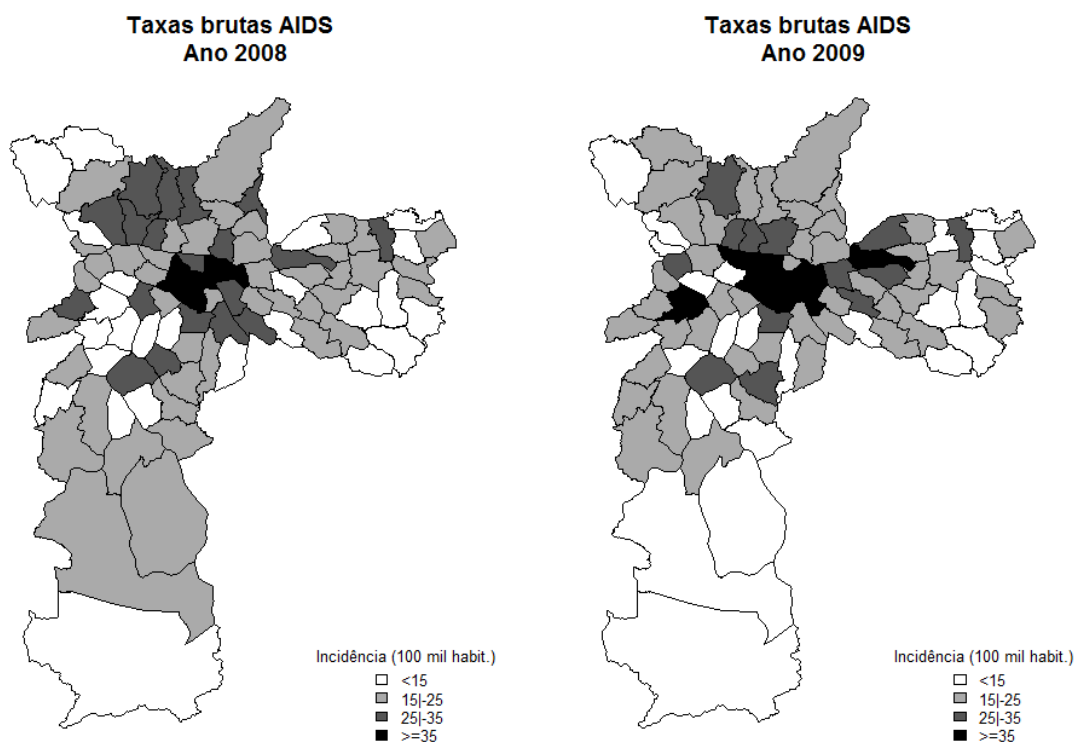 Taxas brutas AIDS
Ano 2008
Taxas brutas AIDS
Ano 2009
Incidência (100 mil habit.)
<15
15|-25
25|-35
>=35
Incidência (100 mil habit.)
<15
15|-25
25|-35
>=35